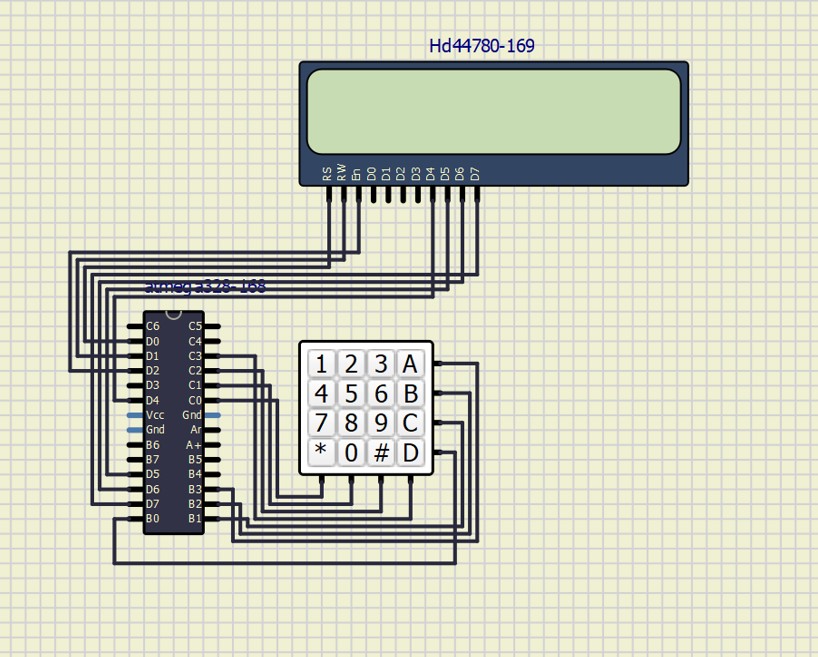 Hd44780-169
RS RW En D0 D1 D2 D3 D4 D5 D6 D7
atmega328-168
C6 C5
D0 C4
D1 C3
D2 C2
D3 C1
D4 C0
Vcc Gnd
Gnd Ar
B6 A+
B7 B5
D5 B4
D6 B3
D7 B2
B0 B1
1 2 3 A
4 5 6 B
7 8 9 C
* 0 # D